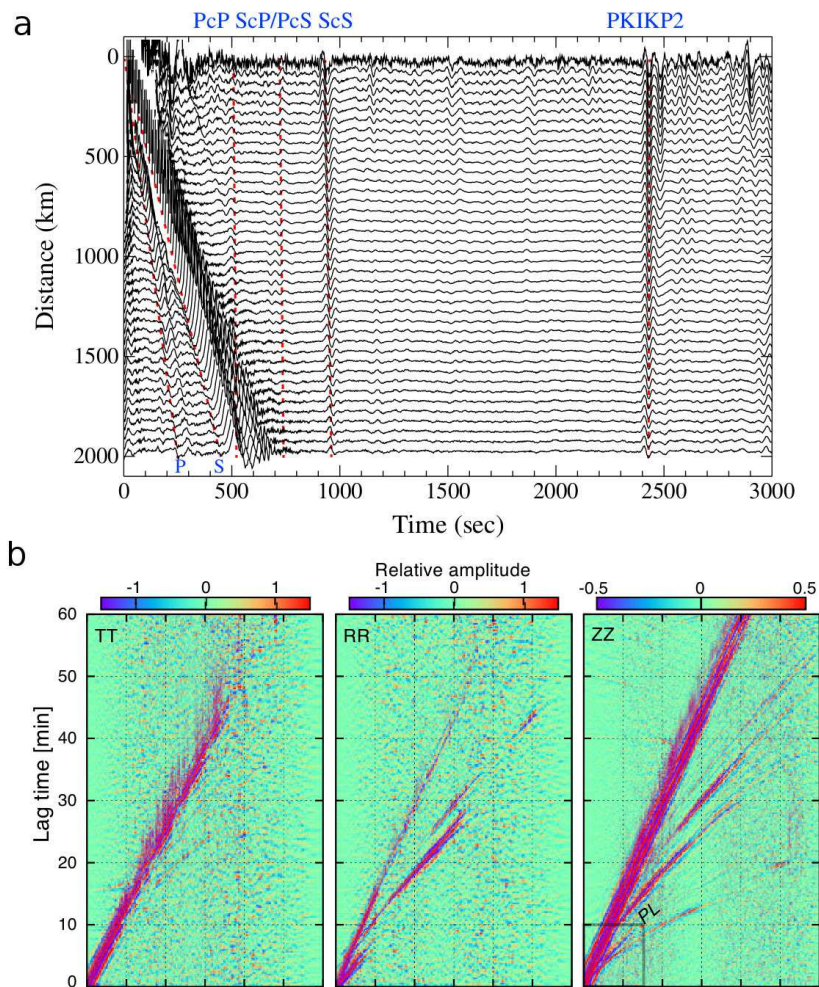 a
PcP ScP/PcS ScS PKIKP2
0
500
1000
1500
2000
Distance (km)
P S
0 500 1000 1500 2000 2500 3000
Time (sec)
b
Relative amplitude
-1 0 1 -1 0 1 -0.5 0 0.5
60
50
40
30
20
10
0
Lag time [min]
TT RR ZZ
PL